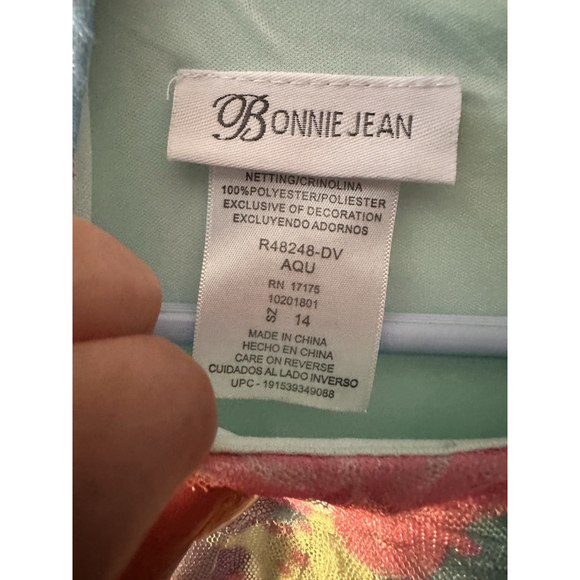 BONNIE JEAN
NETTING/CRINOLINA
100%POLYESTER/POLIESTER
EXCLUSIVE OF DECORATION
EXCLUYENDO ADORNOS
R48248-DV
AQU
RN 17175
10201801
SZ 14
MADE IN CHINA
HECHO EN CHINA
CARE ON REVERSE
CUIDADOS AL LADO INVERSO
UPC - 191539349088